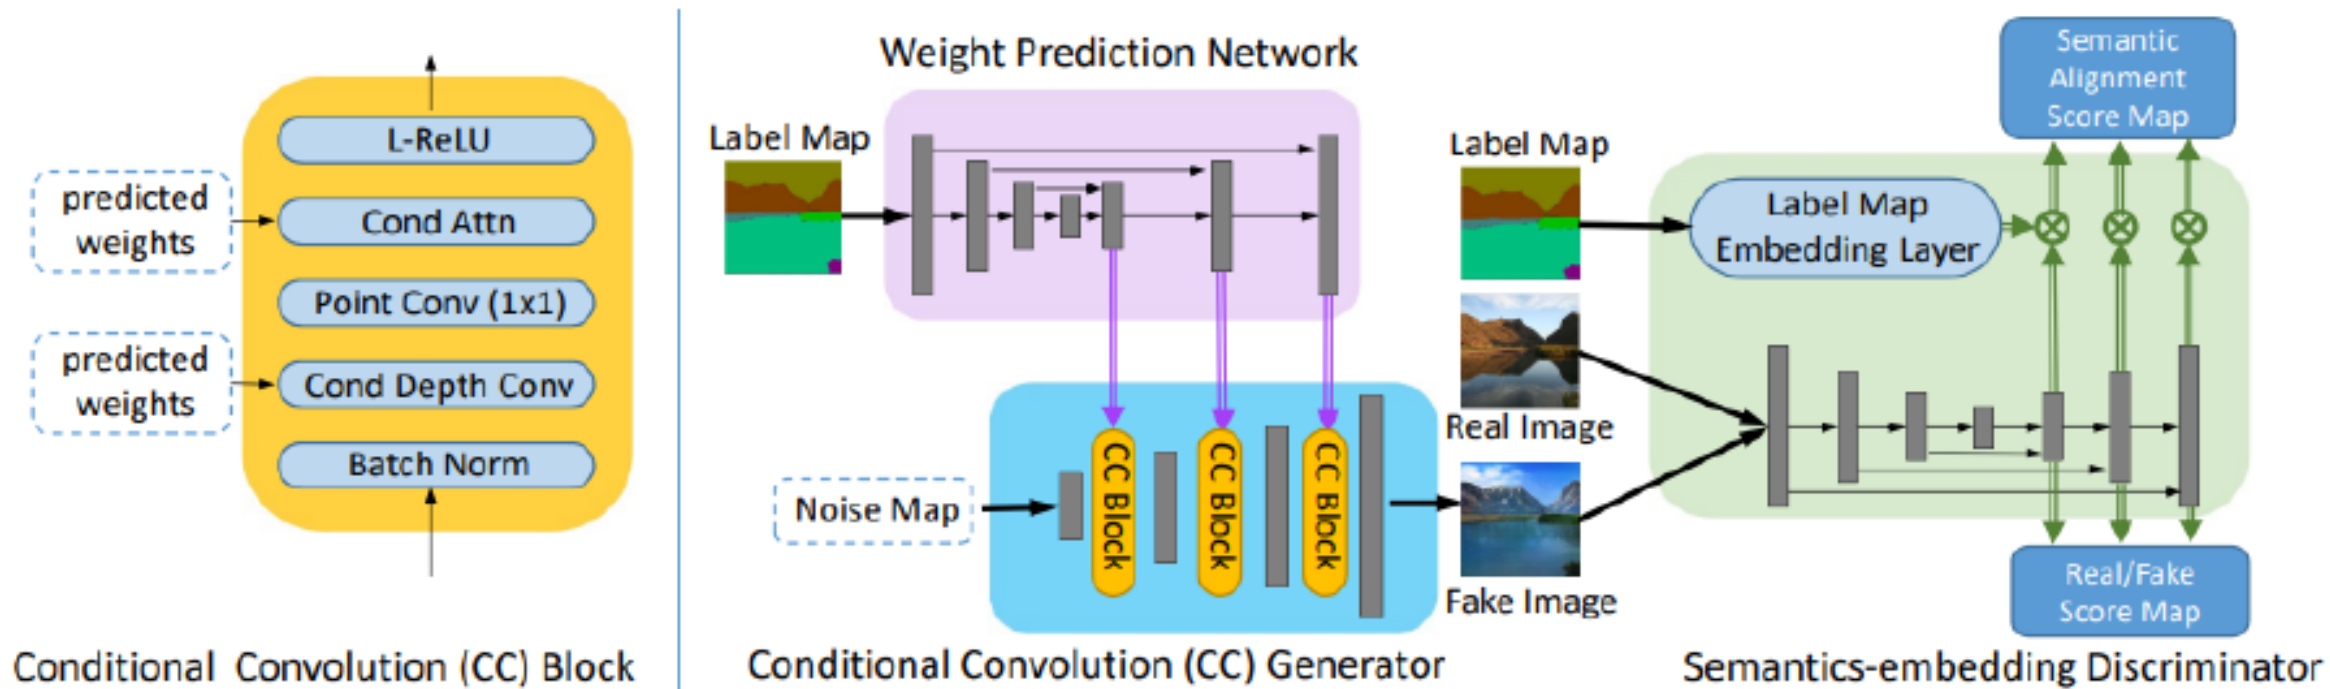 L-ReLU
predicted
weights
Cond Attn
Point Conv (1x1)
predicted
weights
Cond Depth Conv
Batch Norm
Conditional Convolution (CC) Block
Weight Prediction Network
Label Map
Noise Map
CC Block
CC Block
CC Block
Conditional Convolution (CC) Generator
Label Map
Real Image
Fake Image
Semantic
Alignment
Score Map
Label Map
Embedding Layer
Real/Fake
Score Map
Semantics-embedding Discriminator